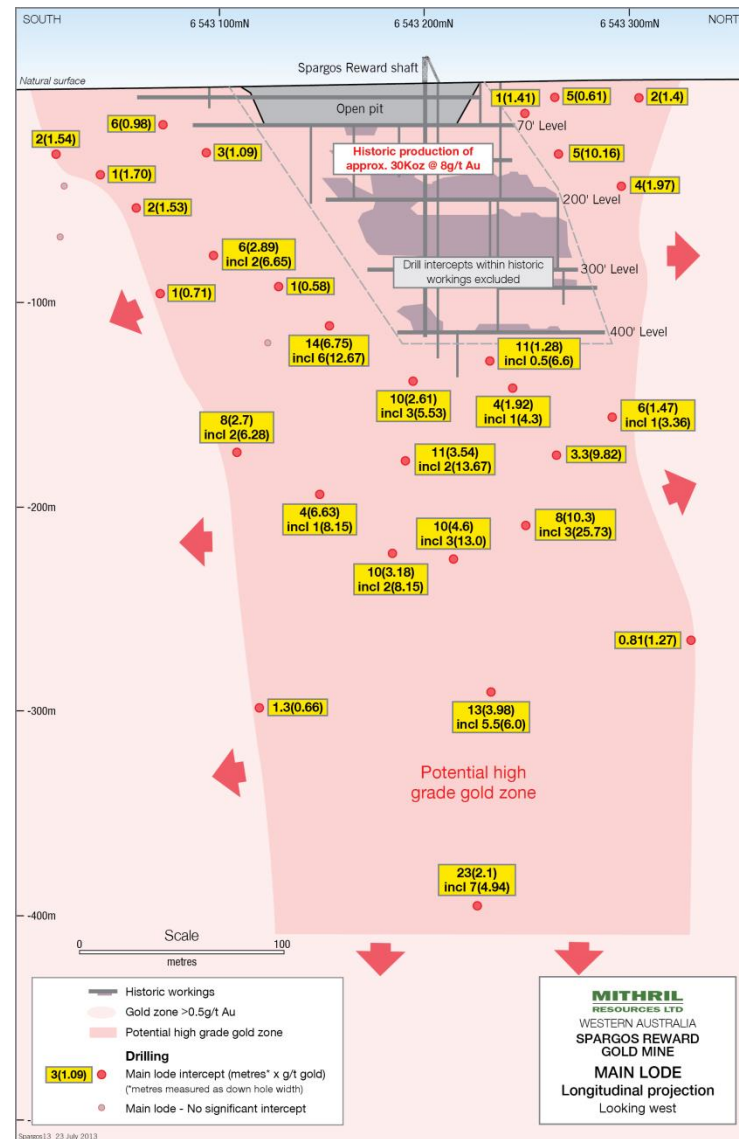 SOUTH
6 543 100mN
6 543 200mN
6 543 300mN
NORT
Spargos Reward shaft
Natural surface
Open pit
1(1.41)
5(0.61)
2(1.4)
70' Level
6(0.98)
2(1.54)
3(1.09)
Historic production of
approx. 30Koz @ 8g/t Au
5(10.16)
1(1.70)
4(1.97)
200' Level
2(1.53)
6(2.89)
incl 2(6.65)
Drill intercepts within historic
workings excluded
300' Level
-100m
1(0.71)
1(0.58)
400' Level
14(6.75)
incl 6(12.67)
11(1.28)
incl 0.5(6.6)
10(2.61)
incl 3(5.53)
4(1.92)
incl 1(4.3)
6(1.47)
incl 1(3.36)
8(2.7)
incl 2(6.28)
11(3.54)
incl 2(13.67)
3.3(9.82)
-200m
4(6.63)
incl 1(8.15)
10(4.6)
incl 3(13.0)
8(10.3)
incl 3(25.73)
10(3.18)
incl 2(8.15)
0.81(1.27)
-300m
1.3(0.66)
13(3.98)
incl 5.5(6.0)
Potential high
grade gold zone
23(2.1)
incl 7(4.94)
-400m
Scale
0
100
metres
Historic workings
Gold zone >0.5g/t Au
Potential high grade gold zone
Drilling
3(1.09)
Main lode intercept (metres* x g/t gold)
(*metres measured as down hole width)
Main lode - No significant intercept
MITHRIL
RESOURCES LTD
WESTERN AUSTRALIA
SPARGOS REWARD
GOLD MINE
MAIN LODE
Longitudinal projection
Looking west
Spargos13 23 July 2013